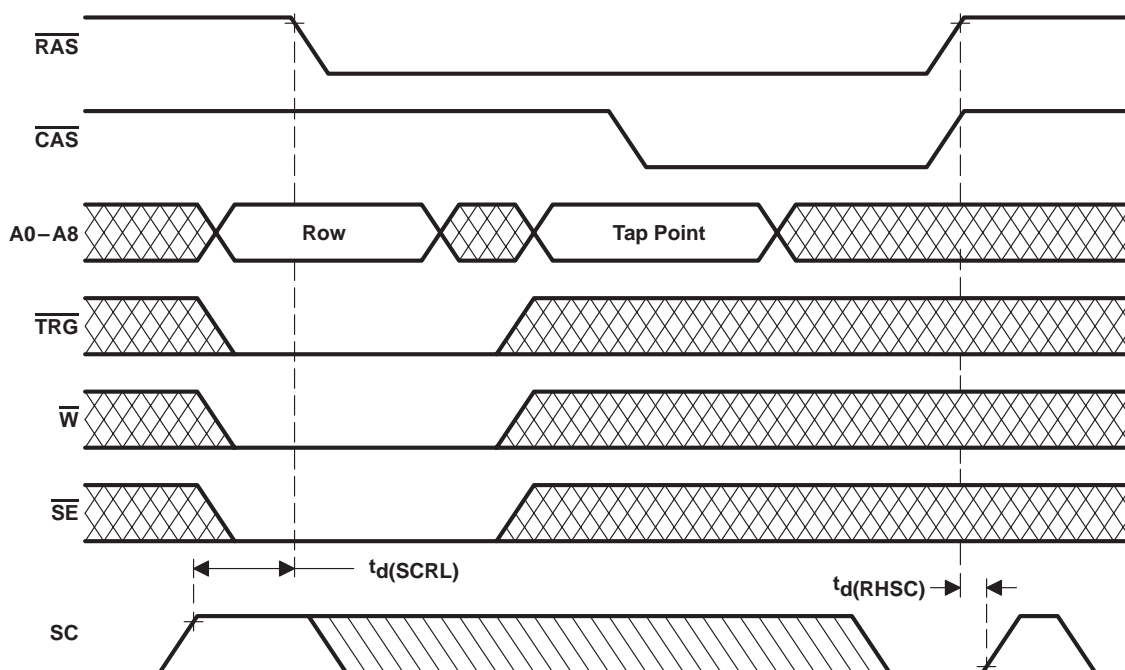 RAS
CAS
A0–A8
Row
Tap Point
TRG
W
SE
td(SCRL)
td(RHSC)
SC